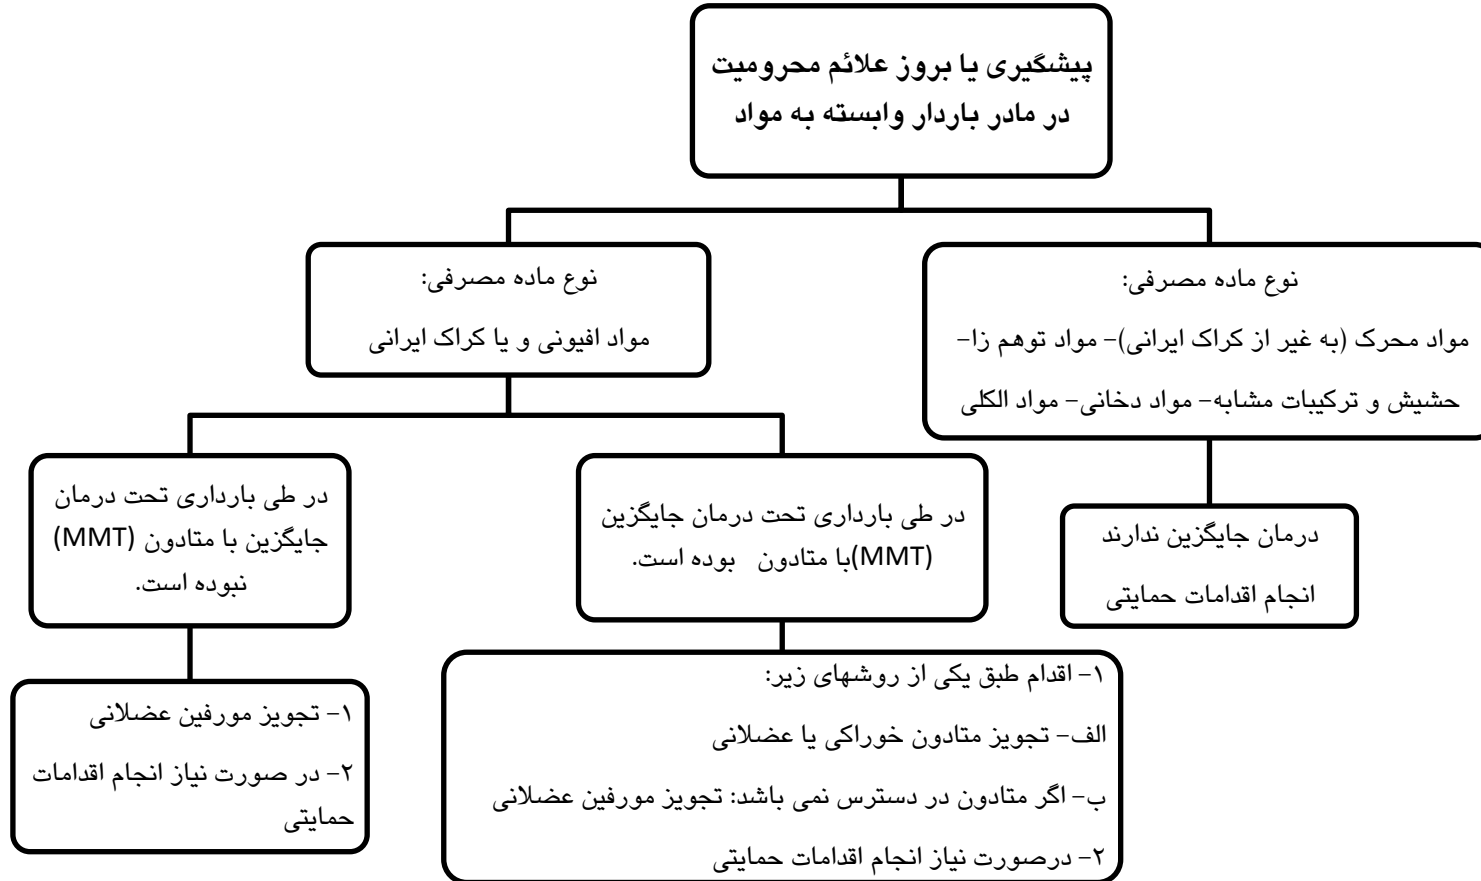 پیشگیری یا بروز علائم محرومیت
در مادر باردار وابسته به مواد
نوع ماده مصرفی:
مواد محرک (به غیر از کراک ایرانی)- مواد توهم زا-
حشیش و ترکیبات مشابه- مواد دخانی- مواد الکلی
نوع ماده مصرفی:
مواد افیونی و یا کراک ایرانی
درمان جایگزین ندارند
انجام اقدامات حمایتی
در طی بارداری تحت درمان جایگزین
(MMT)با متادون بوده است.
در طی بارداری تحت درمان
جایگزین با متادون (MMT)
نبوده است.
۱- اقدام طبق یکی از روشهای زیر:
الف- تجویز متادون خوراکی یا عضلانی
ب- اگر متادون در دسترس نمی باشد: تجویز مورفین عضلانی
۲- درصورت نیاز انجام اقدامات حمایتی
۱- تجویز مورفین عضلانی
۲- در صورت نیاز انجام اقدامات
حمایتی